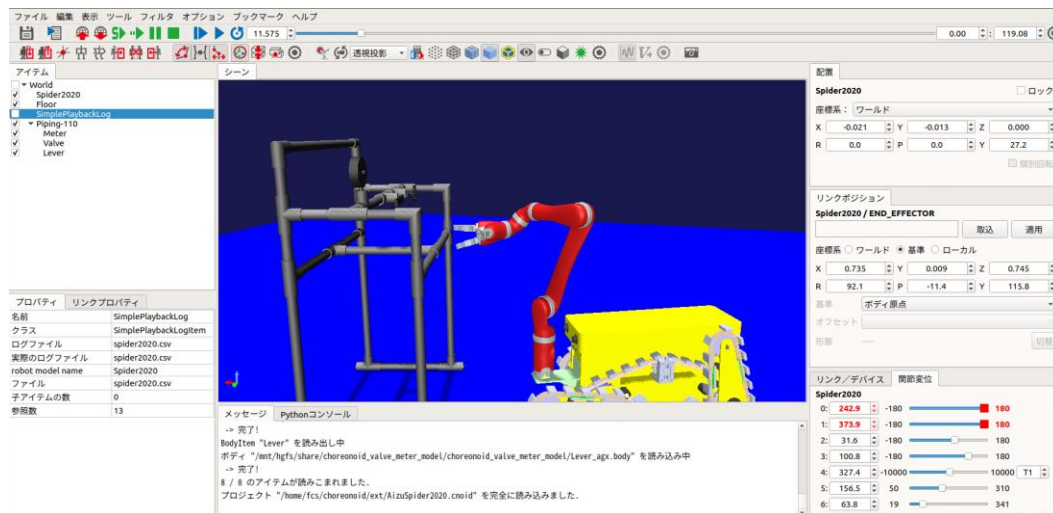 ファイル 編集 表示 ツール フィルタ オプション ブックマーク ヘルプ
11.575 0.00 : 119.08
透視投影
アイテム
World
Spider2020
Floor
SimplePlaybackLog
Piping-110
Meter
Valve
Lever
プロパティ リンクプロパティ
名前 SimplePlaybackLog
クラス SimplePlaybackLogItem
ログファイル spider2020.csv
実際のログファイル spider2020.csv
robot model name Spider2020
ファイル spider2020.csv
子アイテムの数 0
参照数 13
シーン
メッセージ Pythonコンソール
-> 完了!
BodyItem "Lever" を読み出し中
ボディ "/mnt/hgfs/share/choreonoid_valve_meter_model/choreonoid_valve_meter_model/Lever_agx.body" を読み込み中
-> 完了!
8 / 8 のアイテムが読みこまれました.
プロジェクト "/home/fcs/choreonoid/ext/AizuSpider2020.cnoid" を完全に読み込みました.
配置
Spider2020 ロック
座標系: ワールド
X -0.021 Y -0.013 Z 0.000
R 0.0 P 0.0 Y 27.2
個別回転
リンクポジション
Spider2020 / END_EFFECTOR
取込 適用
座標系 ワールド 基準 ローカル
X 0.735 Y 0.009 Z 0.745
R 92.1 P -11.4 Y 115.8
基準 ボディ原点
オフセット
形態 ---- 切替
リンク／デバイス 関節変位
Spider2020
0: 242.9 -180 180
1: 373.9 -180 180
2: 31.6 -180 180
3: 100.8 -180 180
4: 327.4 -10000 10000 T1
5: 156.5 50 310
6: 63.8 19 341